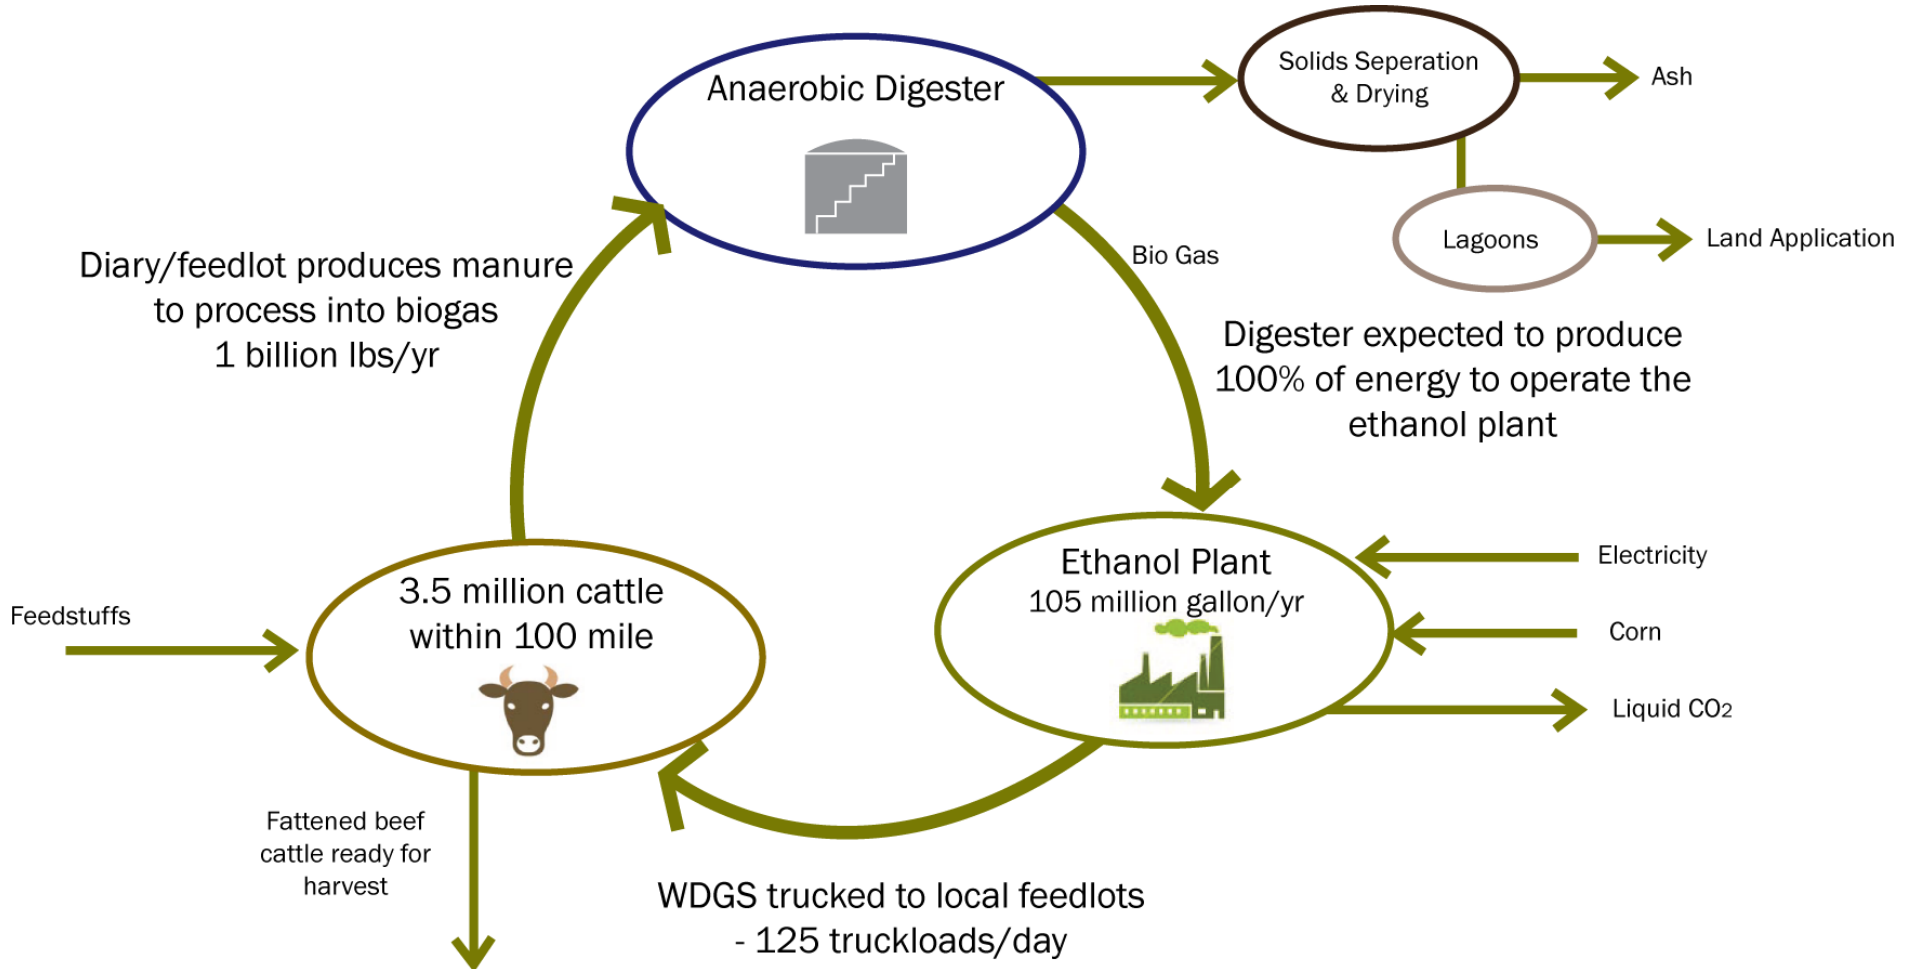 Anaerobic Digester
Solids Seperation
& Drying
Ash
Lagoons
Land Application
Bio Gas
Diary/feedlot produces manure
to process into biogas
1 billion lbs/yr
Digester expected to produce
100% of energy to operate the
ethanol plant
Ethanol Plant
105 million gallon/yr
Electricity
Corn
Liquid CO2
3.5 million cattle
within 100 mile
Feedstuffs
Fattened beef
cattle ready for
harvest
WDGS trucked to local feedlots
- 125 truckloads/day